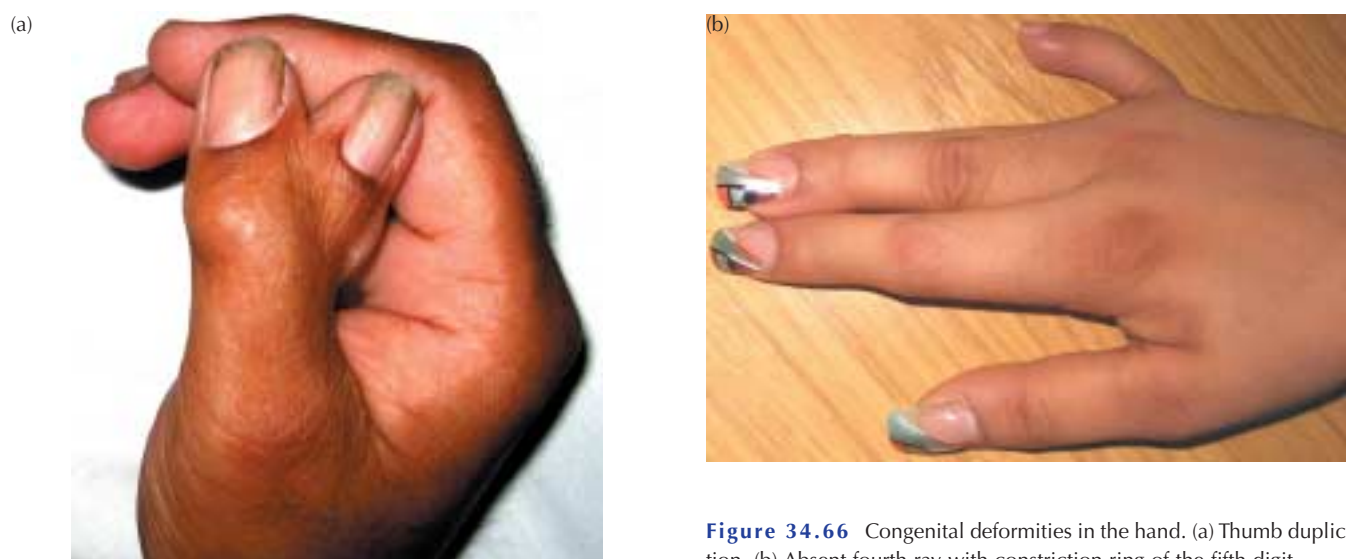 (a)
(b)
Figure 34.66 Congenital deformities in the hand. (a) Thumb duplic
tion. (b) Absent fourth ray with constriction ring of the fifth digit